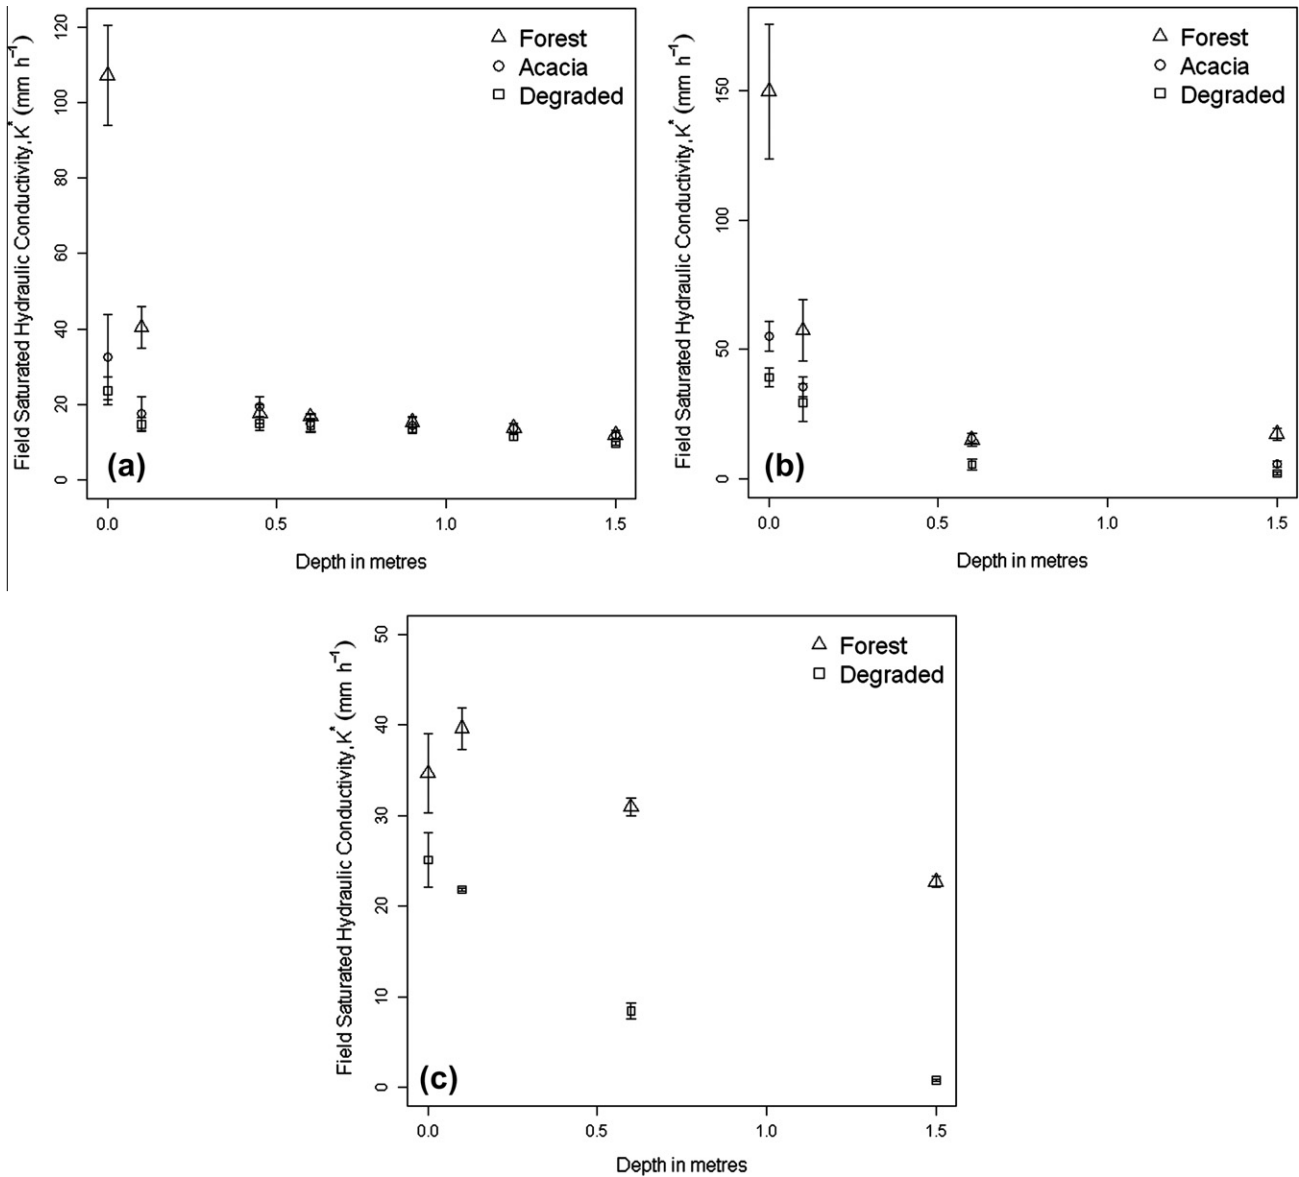 Field Saturated Hydraulic Conductivity,K* (mm h⁻¹)
120
100
80
60
40
20
0
Forest
Acacia
Degraded
(a)
0.0 0.5 1.0 1.5
Depth in metres
Field Saturated Hydraulic Conductivity,K* (mm h⁻¹)
150
100
50
0
Forest
Acacia
Degraded
(b)
0.0 0.5 1.0 1.5
Depth in metres
Field Saturated Hydraulic Conductivity,K* (mm h⁻¹)
50
40
30
20
10
0
Forest
Degraded
(c)
0.0 0.5 1.0 1.5
Depth in metres